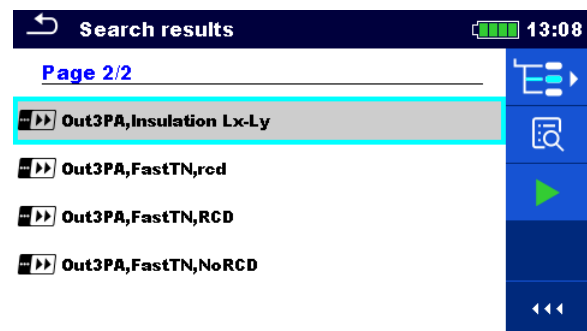 Search results
13:08
Page 2/2
Out3PA,Insulation Lx-Ly
Out3PA,FastTN,rcd
Out3PA,FastTN,RCD
Out3PA,FastTN,NoRCD